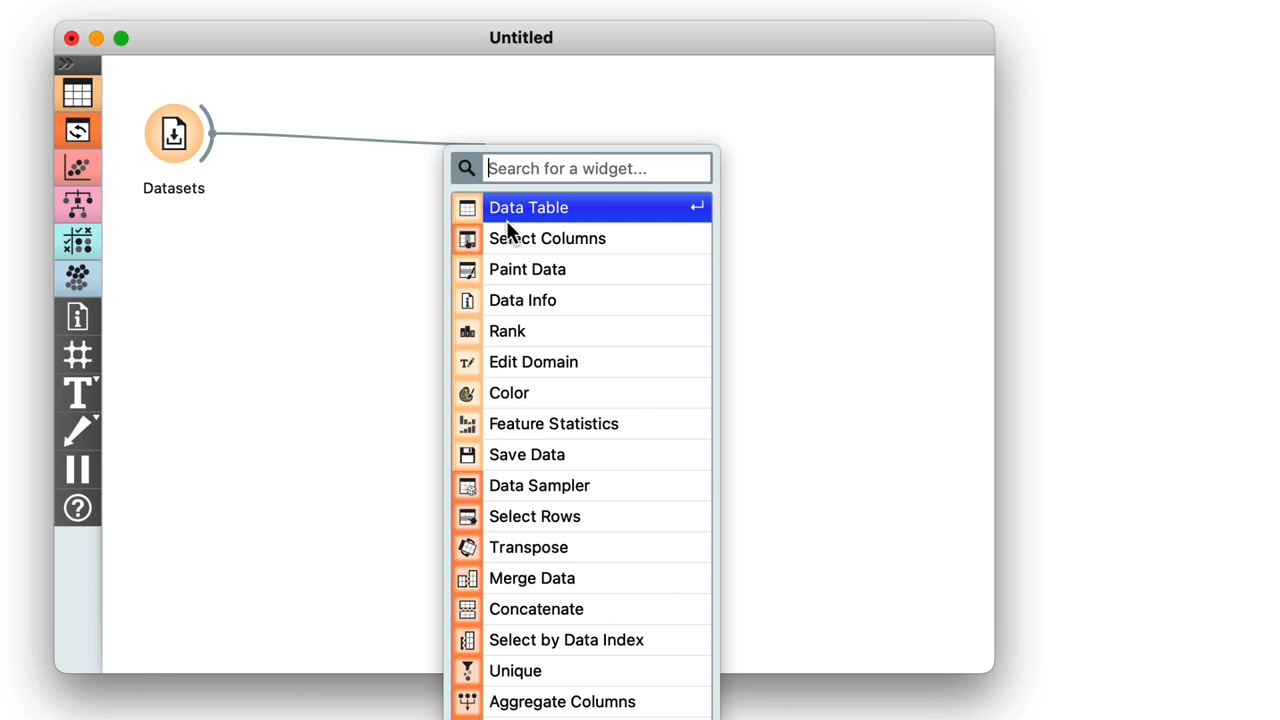 Untitled
Datasets
Search for a widget...
Data Table
Select Columns
Paint Data
Data Info
Rank
Edit Domain
Color
Feature Statistics
Save Data
Data Sampler
Select Rows
Transpose
Merge Data
Concatenate
Select by Data Index
Unique
Aggregate Columns